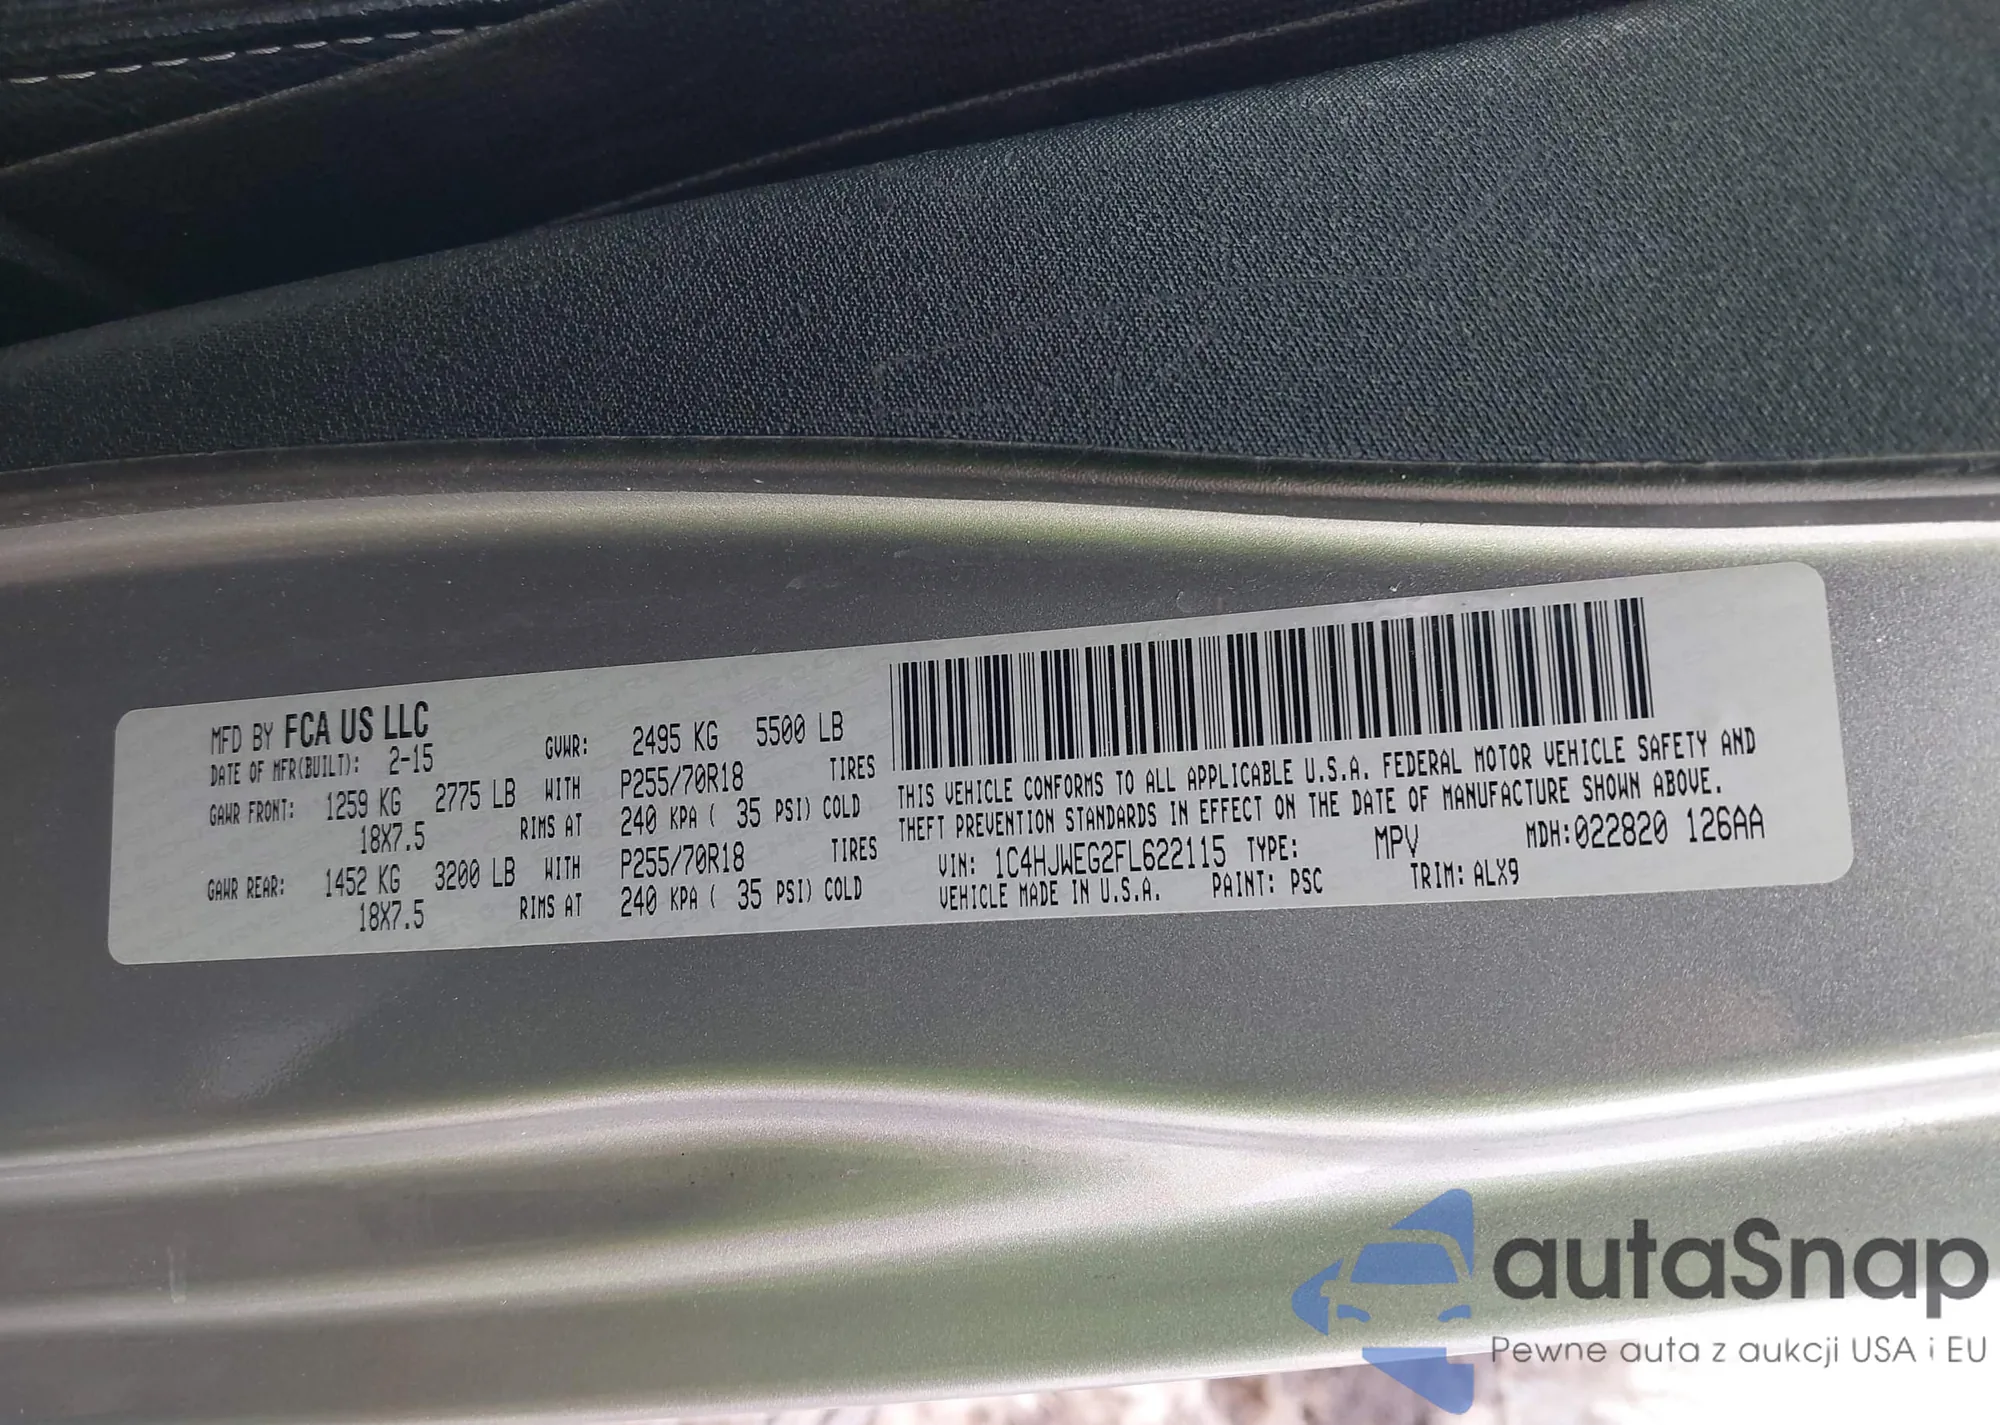 MFD BY FCA US LLC
DATE OF MFR(BUILT): 2-15 GVWR: 2495 KG 5500 LB
GAWR FRONT: 1259 KG 2775 LB WITH P255/70R18 TIRES
18X7.5 RIMS AT 240 KPA ( 35 PSI) COLD
GAWR REAR: 1452 KG 3200 LB WITH P255/70R18 TIRES
18X7.5 RIMS AT 240 KPA ( 35 PSI) COLD
THIS VEHICLE CONFORMS TO ALL APPLICABLE U.S.A. FEDERAL MOTOR VEHICLE SAFETY AND
THEFT PREVENTION STANDARDS IN EFFECT ON THE DATE OF MANUFACTURE SHOWN ABOVE.
VIN: 1C4HJWEG2FL622115 TYPE: MPV MDH:022820 126AA
VEHICLE MADE IN U.S.A. PAINT: PSC TRIM: ALX9
autaSnap
Pewne auta z aukcji USA i EU